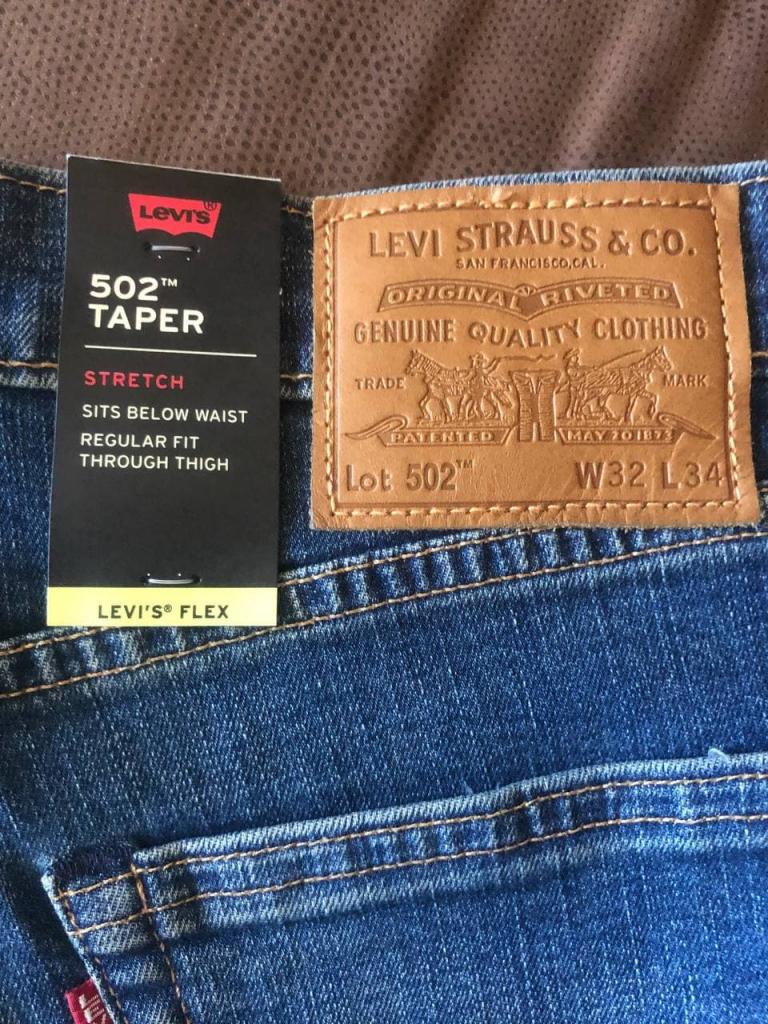 LEVI'S®
502™
TAPER
STRETCH
SITS BELOW WAIST
REGULAR FIT
THROUGH THIGH
LEVI'S® FLEX
LEVI STRAUSS & CO.
SAN FRANCISCO, CAL.
ORIGINAL RIVETED
GENUINE QUALITY CLOTHING
TRADE MARK
PATENTED MAY 20 1873
Lot 502™ W32 L34